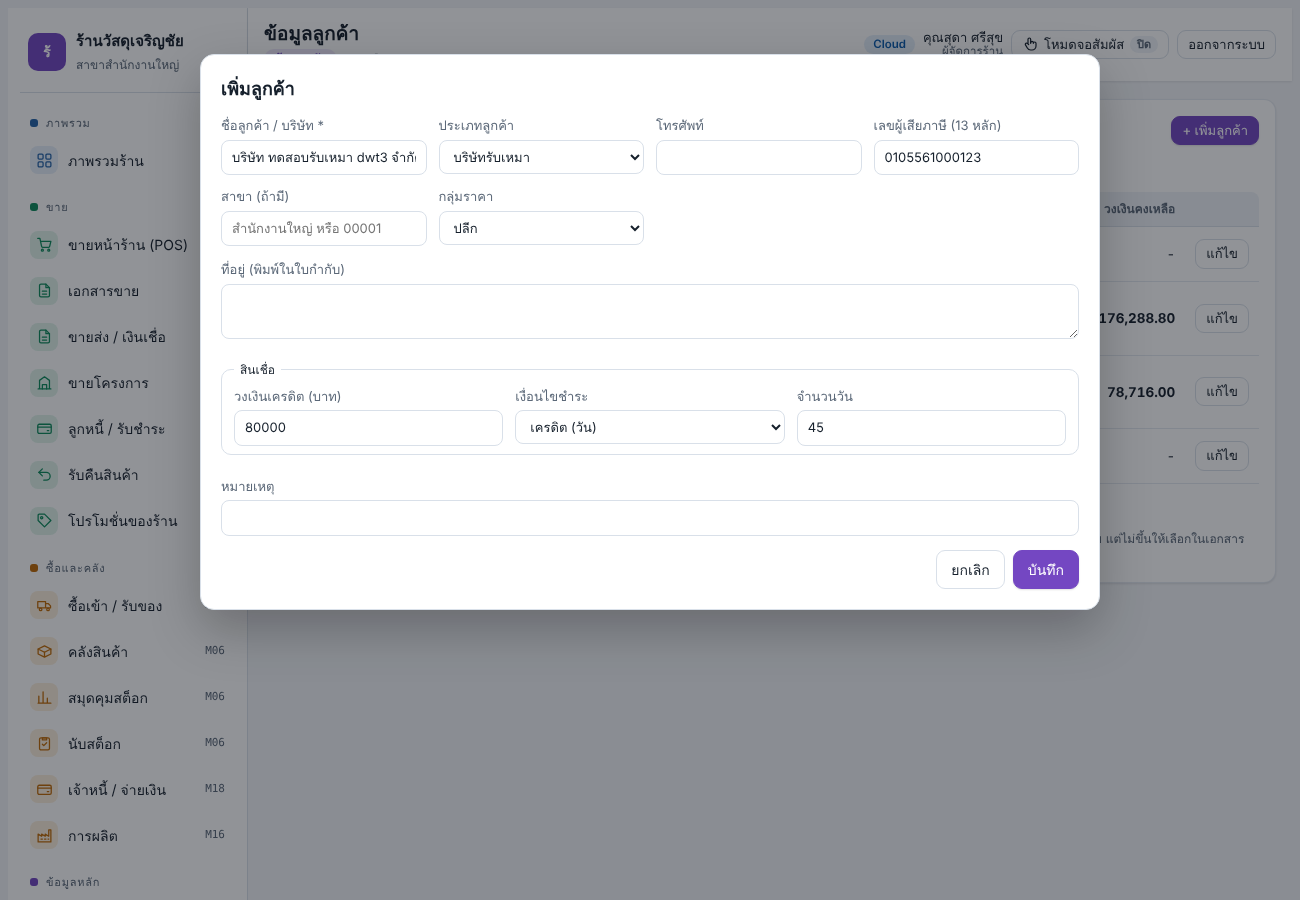 ร้
ร้านวัสดุเจริญชัย
สาขาสำนักงานใหญ่
ข้อมูลลูกค้า
Cloud
คุณสุดา ศรีสุข
ผู้จัดการร้าน
โหมดจอสัมผัส ปิด
ออกจากระบบ
ภาพรวม
ภาพรวมร้าน
ขาย
ขายหน้าร้าน (POS)
เอกสารขาย
ขายส่ง / เงินเชื่อ
ขายโครงการ
ลูกหนี้ / รับชำระ
รับคืนสินค้า
โปรโมชั่นของร้าน
ซื้อและคลัง
ซื้อเข้า / รับของ
คลังสินค้า M06
สมุดคุมสต็อก M06
นับสต็อก M06
เจ้าหนี้ / จ่ายเงิน M18
การผลิต M16
ข้อมูลหลัก
+ เพิ่มลูกค้า
วงเงินคงเหลือ
- แก้ไข
176,288.80 แก้ไข
78,716.00 แก้ไข
- แก้ไข
แต่ไม่ขึ้นให้เลือกในเอกสาร
เพิ่มลูกค้า
ชื่อลูกค้า / บริษัท * ประเภทลูกค้า โทรศัพท์ เลขผู้เสียภาษี (13 หลัก)
บริษัท ทดสอบรับเหมา dwt3 จำกั บริษัทรับเหมา 0105561000123
สาขา (ถ้ามี) กลุ่มราคา
สำนักงานใหญ่ หรือ 00001 ปลีก
ที่อยู่ (พิมพ์ในใบกำกับ)
สินเชื่อ
วงเงินเครดิต (บาท) เงื่อนไขชำระ จำนวนวัน
80000 เครดิต (วัน) 45
หมายเหตุ
ยกเลิก บันทึก